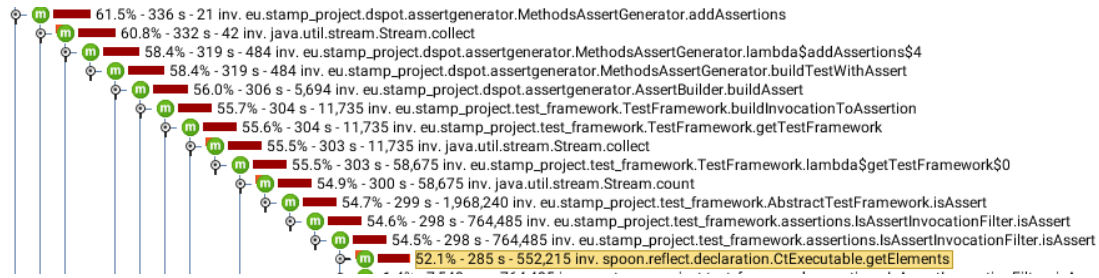 m 61.5% - 336 s - 21 inv. eu.stamp_project.dspot.assertgenerator.MethodsAssertGenerator.addAssertions
m 60.8% - 332 s - 42 inv. java.util.stream.Stream.collect
m 58.4% - 319 s - 484 inv. eu.stamp_project.dspot.assertgenerator.MethodsAssertGenerator.lambda$addAssertions$4
m 58.4% - 319 s - 484 inv. eu.stamp_project.dspot.assertgenerator.MethodsAssertGenerator.buildTestWithAssert
m 56.0% - 306 s - 5,694 inv. eu.stamp_project.dspot.assertgenerator.AssertBuilder.buildAssert
m 55.7% - 304 s - 11,735 inv. eu.stamp_project.test_framework.TestFramework.buildInvocationToAssertion
m 55.6% - 304 s - 11,735 inv. eu.stamp_project.test_framework.TestFramework.getTestFramework
m 55.5% - 303 s - 11,735 inv. java.util.stream.Stream.collect
m 55.5% - 303 s - 58,675 inv. eu.stamp_project.test_framework.TestFramework.lambda$getTestFramework$0
m 54.9% - 300 s - 58,675 inv. java.util.stream.Stream.count
m 54.7% - 299 s - 1,968,240 inv. eu.stamp_project.test_framework.AbstractTestFramework.isAssert
m 54.6% - 298 s - 764,485 inv. eu.stamp_project.test_framework.assertions.IsAssertInvocationFilter.isAssert
m 54.5% - 298 s - 764,485 inv. eu.stamp_project.test_framework.assertions.IsAssertInvocationFilter.isAssert
m 52.1% - 285 s - 552,215 inv. spoon.reflect.declaration.CtExecutable.getElements